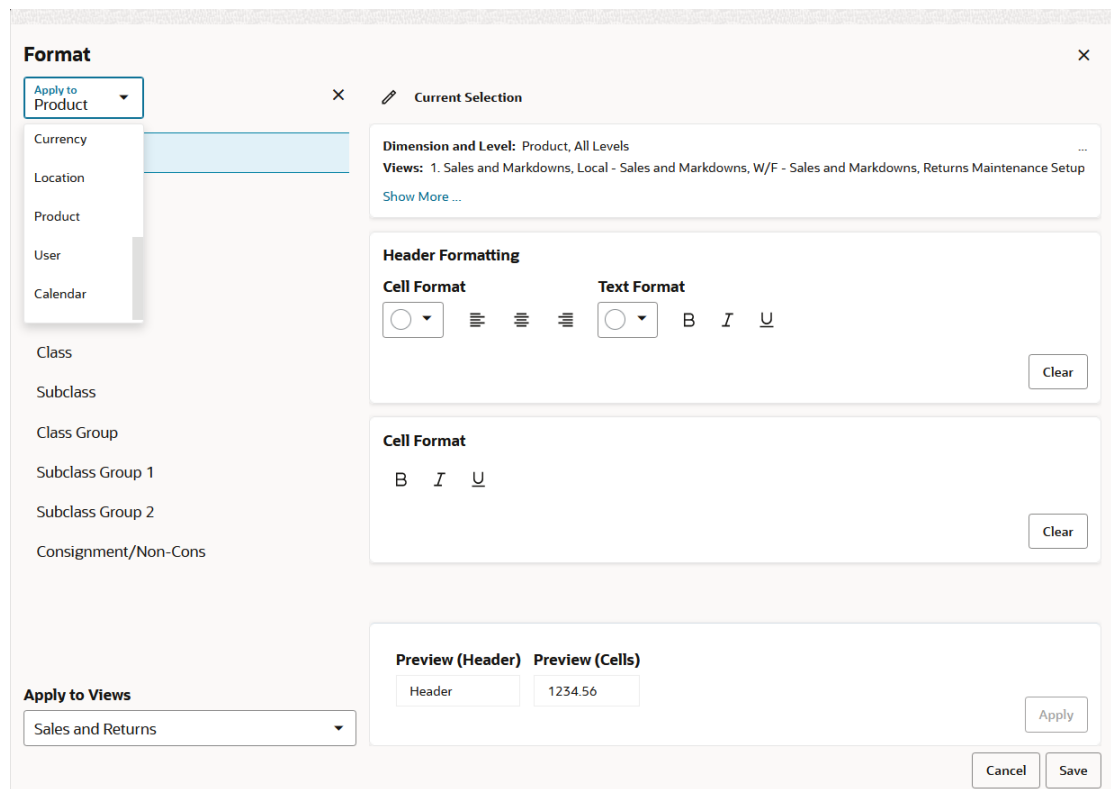 Format
Apply to
Product
Currency
Location
Product
User
Calendar
Class
Subclass
Class Group
Subclass Group 1
Subclass Group 2
Consignment/Non-Cons
Apply to Views
Sales and Returns
Current Selection
Dimension and Level: Product, All Levels
...
Views: 1. Sales and Markdowns, Local - Sales and Markdowns, W/F - Sales and Markdowns, Returns Maintenance Setup
Show More ...
Header Formatting
Cell Format Text Format
B I U
Clear
Cell Format
B I U
Clear
Preview (Header) Preview (Cells)
Header 1234.56
Apply
Cancel Save